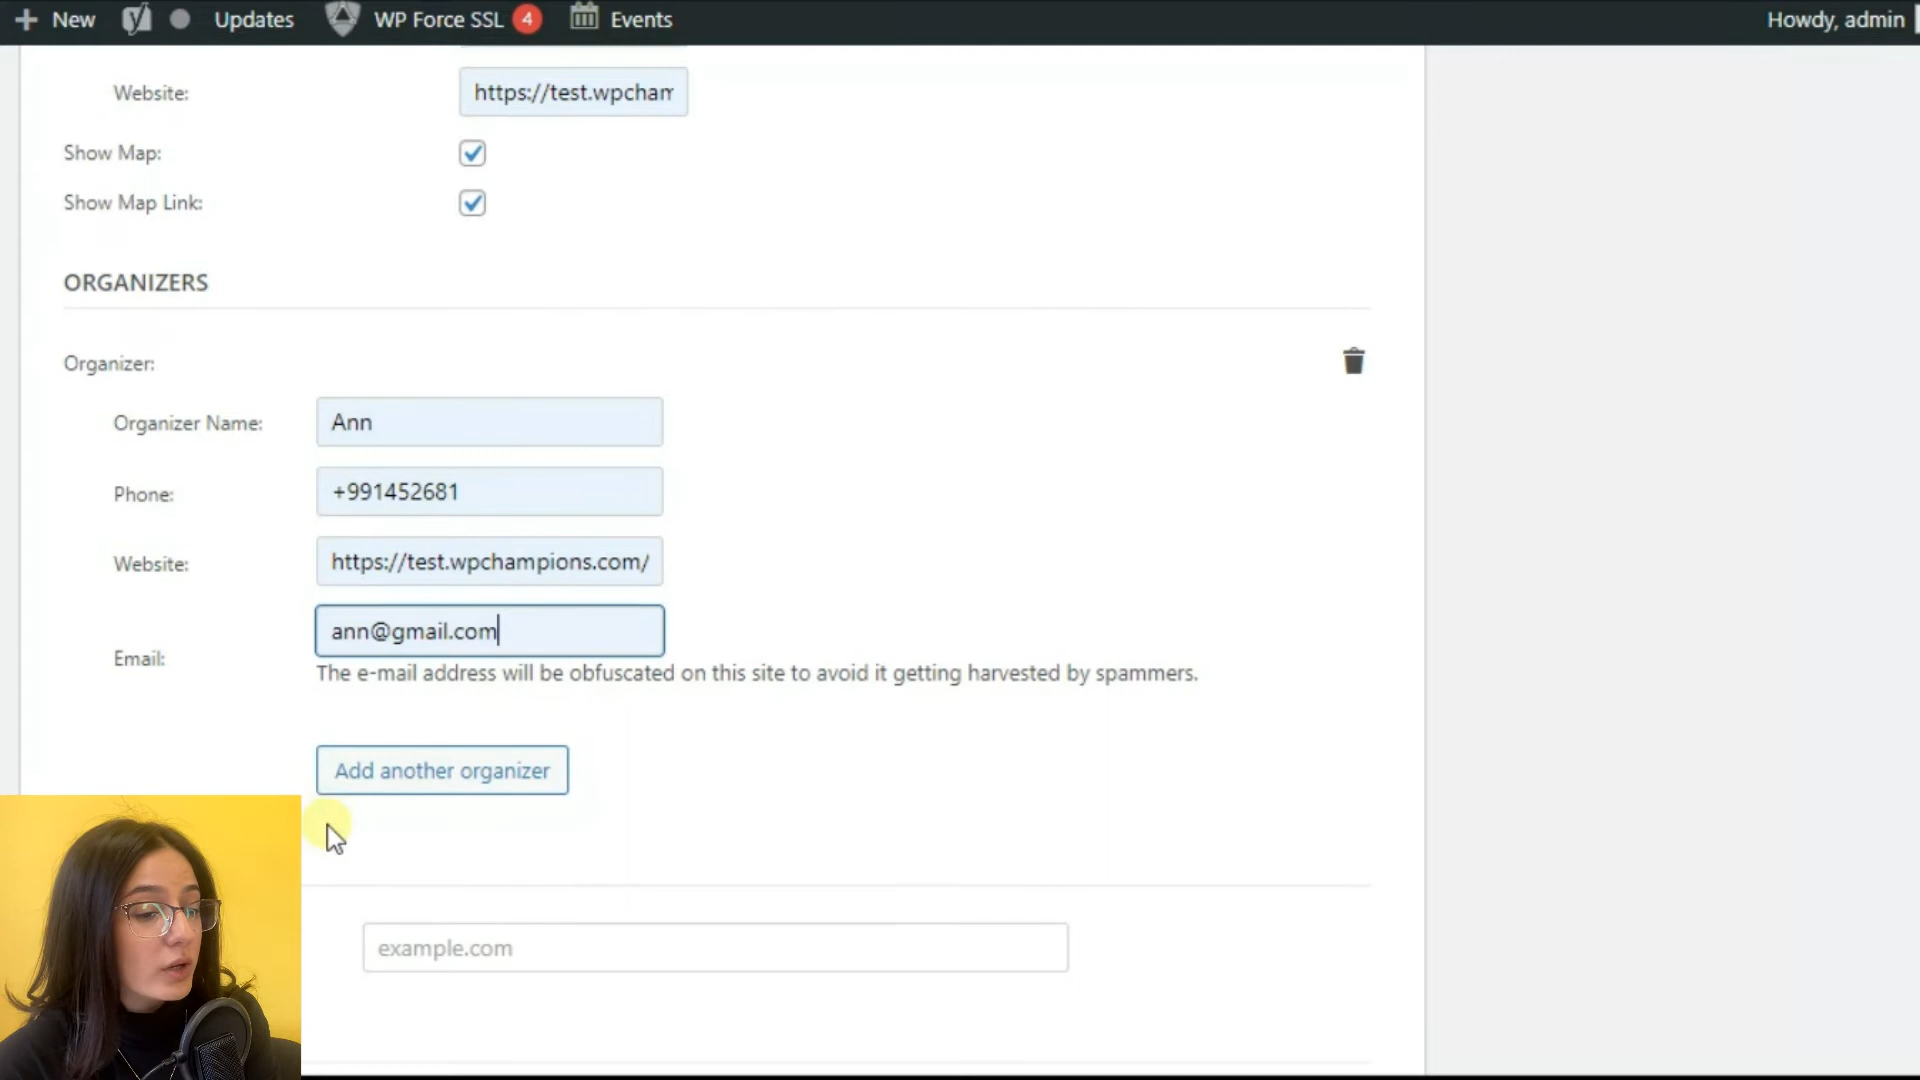 New Updates WP Force SSL 4 Events Howdy, admin
Website: https://test.wpcham
Show Map:
Show Map Link:
ORGANIZERS
Organizer:
Organizer Name: Ann
Phone: +991452681
Website: https://test.wpchampions.com/
ann@gmail.com
Email:
The e-mail address will be obfuscated on this site to avoid it getting harvested by spammers.
Add another organizer
example.com